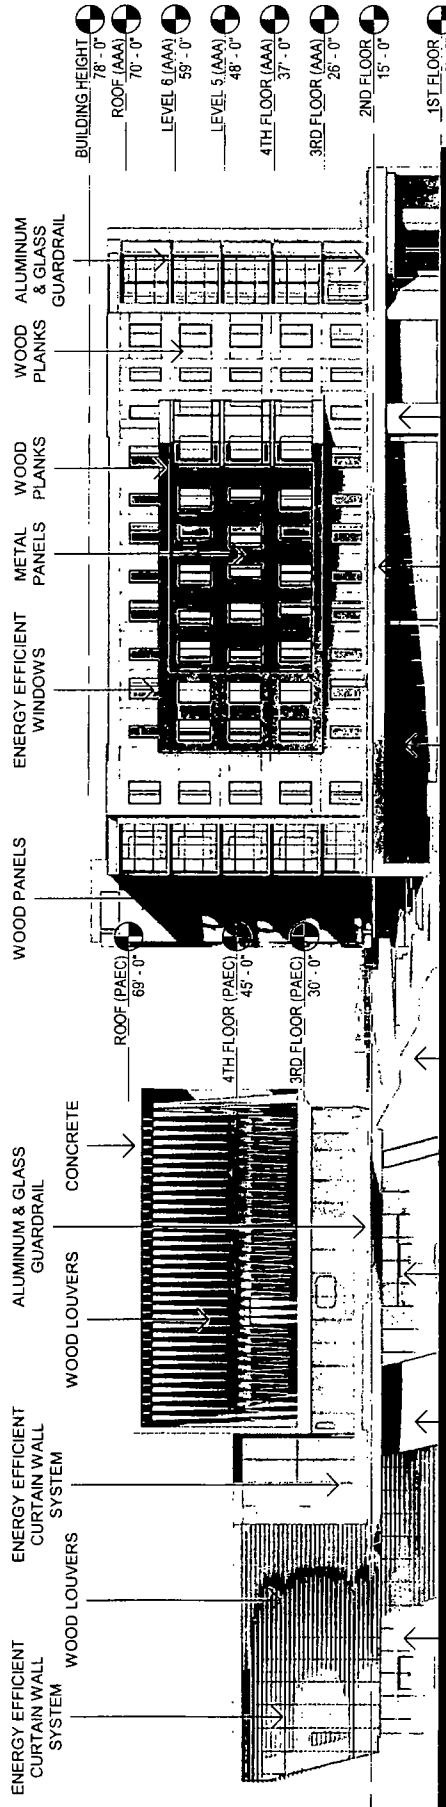 ENERGY EFFICIENT
CURTAIN WALL
SYSTEM
WOOD LOUVERS
ENERGY EFFICIENT
CURTAIN WALL
SYSTEM
WOOD LOUVERS
ALUMINUM & GLASS
GUARDRAIL
CONCRETE
WOOD PANELS
ENERGY EFFICIENT
WINDOWS
METAL
PANELS
WOOD
PLANKS
WOOD
PLANKS
ALUMINUM
& GLASS
GUARDRAIL
ROOF (PAEC)
69' - 0"
4TH FLOOR (PAEC)
45' - 0"
3RD FLOOR (PAEC)
30' - 0"
BUILDING HEIGHT
78' - 0"
ROOF (AAA)
70' - 0"
LEVEL 6 (AAA)
59' - 0"
LEVEL 5 (AAA)
48' - 0"
4TH FLOOR (AAA)
37' - 0"
3RD FLOOR (AAA)
26' - 0"
2ND FLOOR
15' - 0"
1ST FLOOR